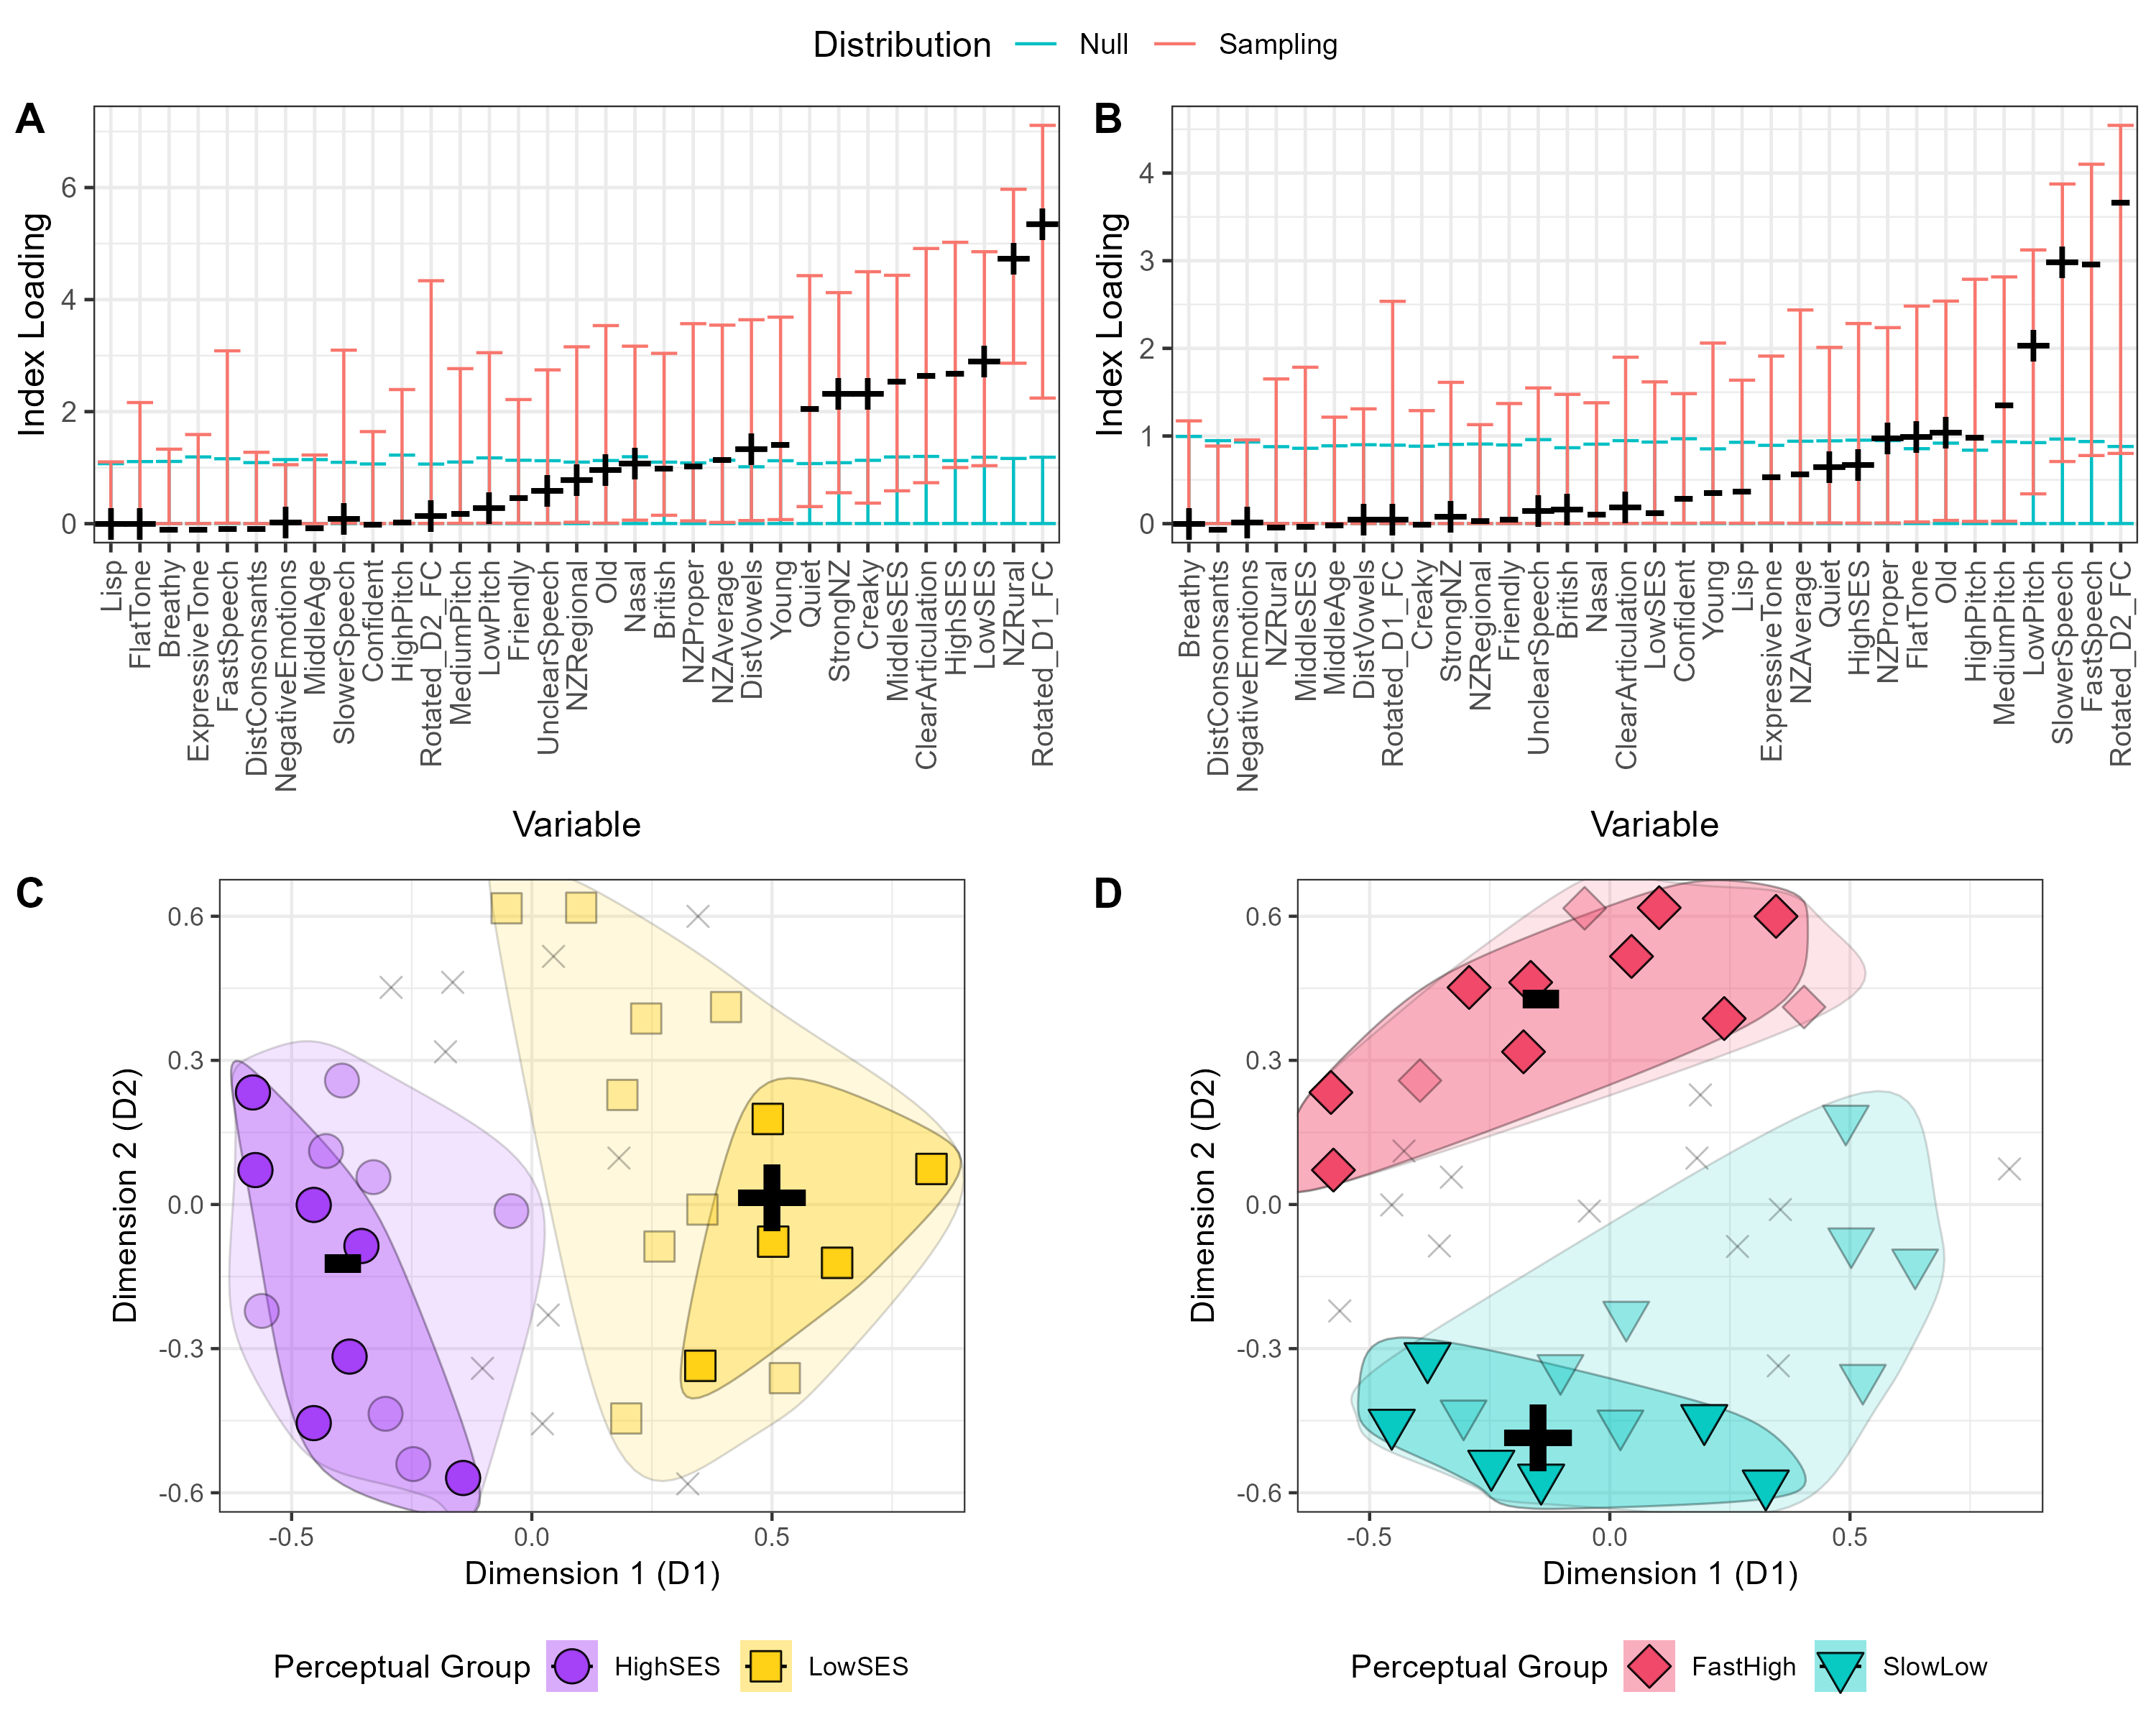 Distribution Null Sampling
A
B
Index Loading
0
2
4
6
Lisp
FlatTone
Breathy
ExpressiveTone
FastSpeech
DistConsonsants
NegativeEmotions
MiddleAge
SlowerSpeech
Confident
HighPitch
Rotated_D2_FC
MediumPitch
LowPitch
Friendly
UnclearSpeech
NZRegional
Old
Nasal
British
NZProper
NZAverage
DistVowels
Young
Quiet
StrongNZ
Creaky
MiddleSES
ClearArticulation
HighSES
LowSES
NZRural
Rotated_D1_FC
Variable
Index Loading
0
1
2
3
4
Breathy
DistConsonants
NegativeEmotions
NZRural
MiddleSES
MiddleAge
DistVowels
Rotated_D1_FC
Creaky
StrongNZ
NZRegional
Friendly
UnclearSpeech
British
Nasal
ClearArticulation
LowSES
Confident
Young
Lisp
ExpressiveTone
NZAverage
Quiet
HighSES
NZProper
FlatTone
Old
HighPitch
MediumPitch
LowPitch
SlowerSpeech
FastSpeech
Rotated_D2_FC
Variable
C
Dimension 2 (D2)
0.6
0.3
0.0
-0.3
-0.6
-0.5 0.0 0.5
Dimension 1 (D1)
Perceptual Group HighSES LowSES
D
Dimension 2 (D2)
0.6
0.3
0.0
-0.3
-0.6
-0.5 0.0 0.5
Dimension 1 (D1)
Perceptual Group FastHigh SlowLow